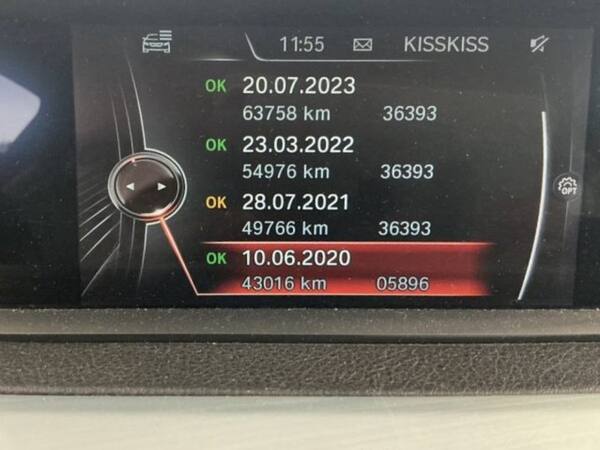 11:55 KISSKISS
OK 20.07.2023
63758 km 36393
OK 23.03.2022
54976 km 36393
OPT
OK 28.07.2021
49766 km 36393
OK 10.06.2020
43016 km 05896